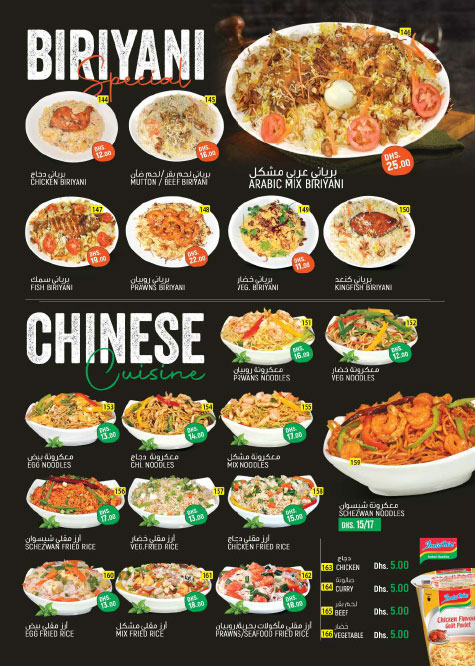 BIRIYANI
Special
146
DHS.
25.00
برياني عربي مشكل
ARABIC MIX BIRIYANI
144
DHS.
12.00
برياني دجاج
CHICKEN BIRIYANI
145
DHS.
16.00
برياني لحم بقر/لحم ضأن
MUTTON / BEEF BIRIYANI
147
DHS.
برياني سمك
FISH BIRIYANI
148
DHS.
22.00
برياني روبيان
PRAWNS BIRIYANI
149
DHS.
11.00
برياني خضار
VEG. BIRIYANI
150
برياني كنعد
KINGFISH BIRIYANI
CHINESE
Cuisine
151
DHS.
16.00
معكرونة روبيان
PRWANS NOODLES
152
DHS.
12.00
معكرونة خضار
VEG NOODLES
153
DHS.
13.00
معكرونة بيض
EGG NOODLES
154
DHS.
14.00
معكرونة دجاج
CHI. NOODLES
DHS.
17.00
معكرونة مشكل
MIX NOODLES
159
معكرونة شيسوان
SCHEZWAN NOODLES
DHS. 15/17
156
أرز مقلي شيسوان
SCHEZWAN FRIED RICE
157
DHS.
13.00
أرز مقلي خضار
VEG.FRIED RICE
158
DHS.
15.00
أرز مقلي دجاج
CHICKEN FRIED RICE
160
DHS.
13.00
أرز مقلي بيض
EGG FRIED RICE
161
DHS.
18.00
أرز مقلي مشكل
MIX FRIED RICE
162
DHS.
18.00
أرز مقلي مأكولات بحرية/روبيان
PRAWNS/SEAFOOD FRIED RICE
دجاج
163 CHICKEN Dhs. 5.00
صالونة
164 CURRY Dhs. 5.00
لحم بقر
165 BEEF Dhs. 5.00
خضار
166 VEGETABLE Dhs. 5.00
Indomie
Indomie
Chicken Flavour
Goût Poulet